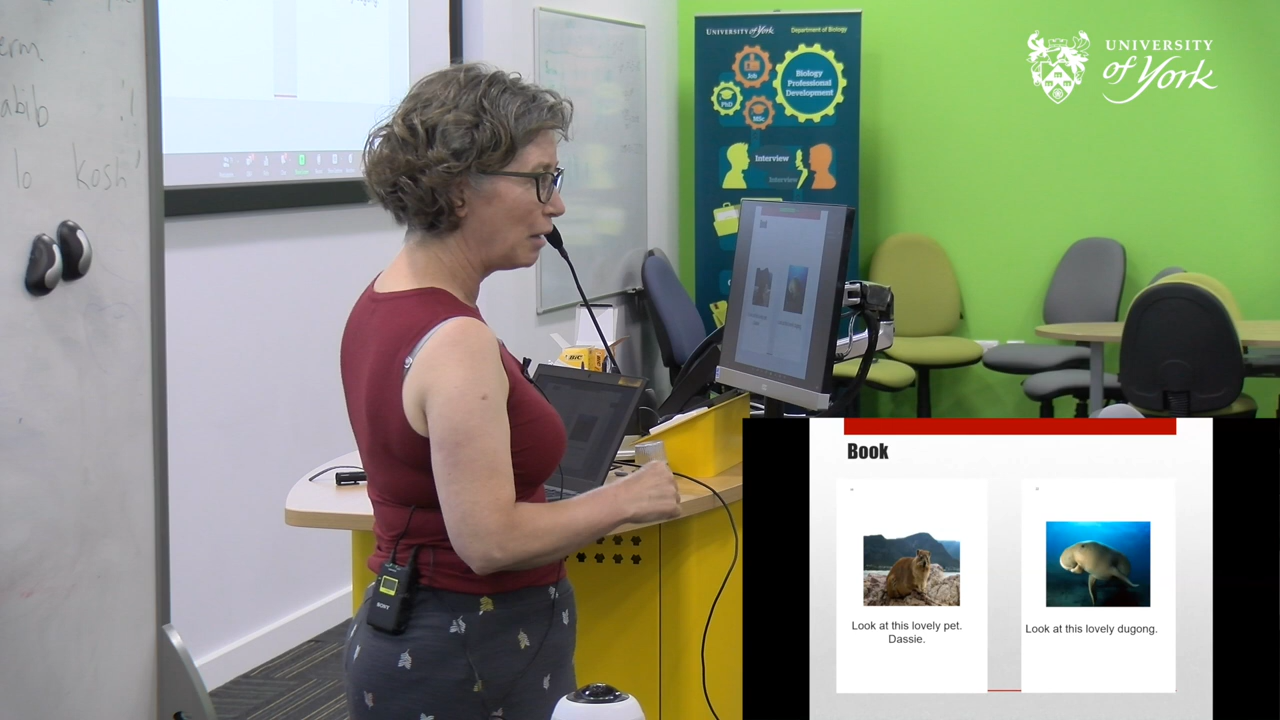 erm
abib !
lo kosh'
UNIVERSITY of York
Department of Biology
Job
PhD
MSc
Biology
Professional
Development
Interview
Interview
BIC
SONY
UNIVERSITY
of York
Book
Look at this lovely pet.
Dassie.
Look at this lovely dugong.